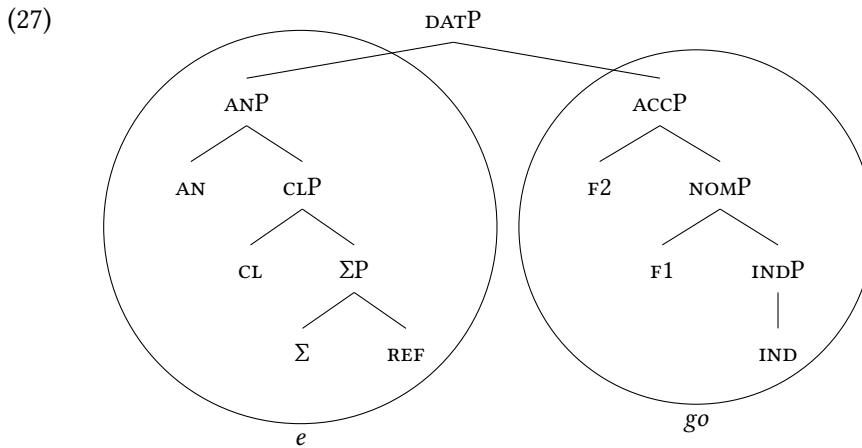 (27)
DATP
ANP ACCP
AN CLP F2 NOMP
CL ΣP F1 INDP
Σ REF IND
e go